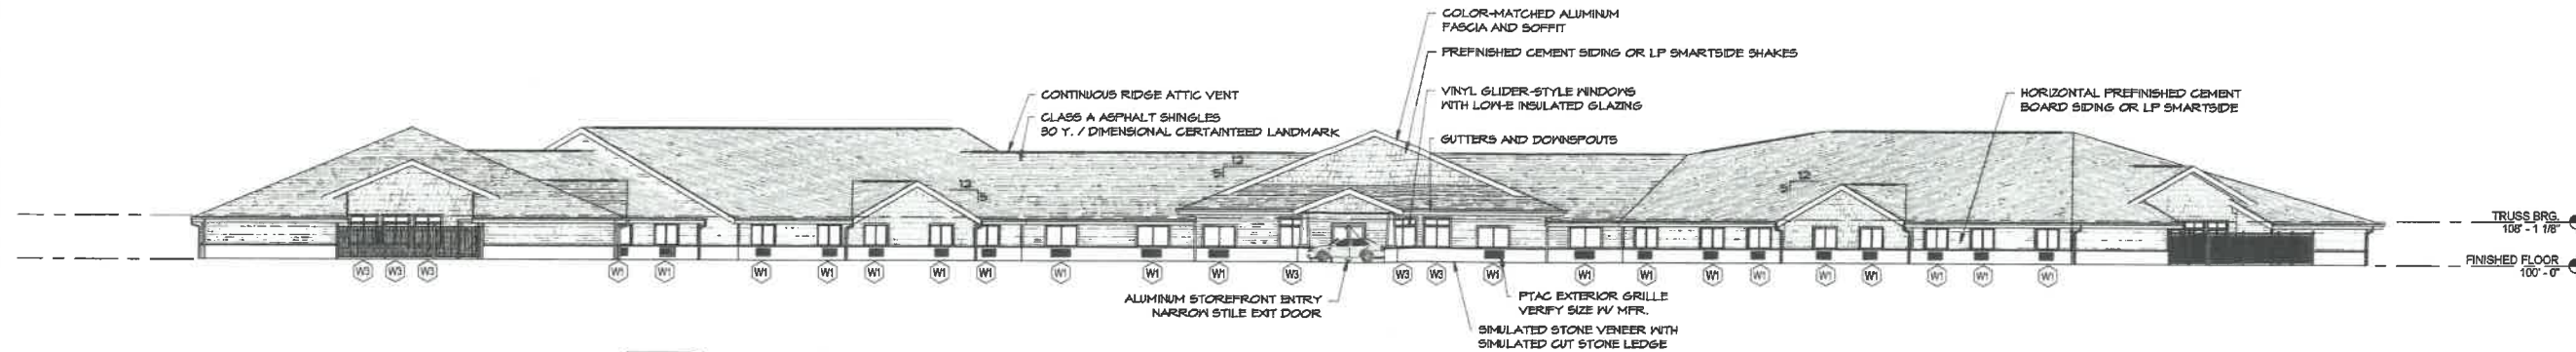 COLOR-MATCHED ALUMINUM
FASCIA AND SOFFIT
PREFINISHED CEMENT SIDING OR LP SMARTSIDE SHAKES
VINYL GLIDER-STYLE WINDOWS
WITH LOW-E INSULATED GLAZING
GUTTERS AND DOWNSPOUTS
CONTINUOUS RIDGE ATTIC VENT
CLASS A ASPHALT SHINGLES
30 Y. / DIMENSIONAL CERTAINTEED LANDMARK
HORIZONTAL PREFINISHED CEMENT
BOARD SIDING OR LP SMARTSIDE
12
5
12
5
12
5
TRUSS BRG.
108' - 1 1/8"
FINISHED FLOOR
100' - 0"
W3 W3 W3 W1 W1 W1 W1 W1 W1 W1 W1 W1 W1 W3 W3 W3 W1 W1 W1 W1 W1 W1 W1 W1 W1 W1
ALUMINUM STOREFRONT ENTRY
NARROW STILE EXIT DOOR
PTAC EXTERIOR GRILLE
VERIFY SIZE W/ MFR.
SIMULATED STONE VENEER WITH
SIMULATED CUT STONE LEDGE